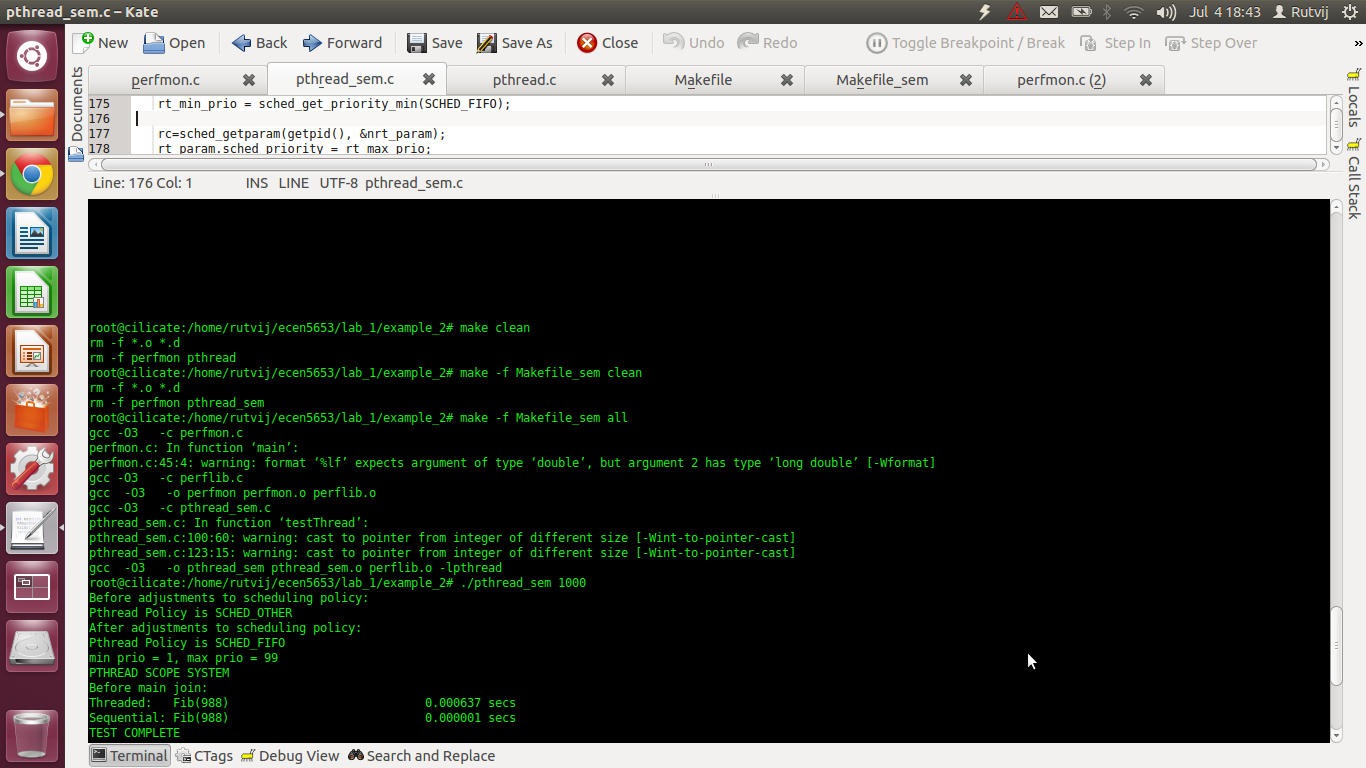 pthread_sem.c – Kate
Jul 4 18:43 Rutvij
New Open Back Forward Save Save As Close Undo Redo Toggle Breakpoint / Break Step In Step Over »
Documents
perfmon.c pthread_sem.c pthread.c Makefile Makefile_sem perfmon.c (2)
Locals
Call Stack
175 rt_min_prio = sched_get_priority_min(SCHED_FIFO);
176
177 rc=sched_getparam(getpid(), &nrt_param);
178 rt_param.sched_priority = rt_max_prio;
Line: 176 Col: 1 INS LINE UTF-8 pthread_sem.c
root@cilicate:/home/rutvij/ecen5653/lab_1/example_2# make clean
rm -f *.o *.d
rm -f perfmon pthread
root@cilicate:/home/rutvij/ecen5653/lab_1/example_2# make -f Makefile_sem clean
rm -f *.o *.d
rm -f perfmon pthread_sem
root@cilicate:/home/rutvij/ecen5653/lab_1/example_2# make -f Makefile_sem all
gcc -O3   -c perfmon.c
perfmon.c: In function ‘main’:
perfmon.c:45:4: warning: format ‘%lf’ expects argument of type ‘double’, but argument 2 has type ‘long double’ [-Wformat]
gcc -O3   -c perflib.c
gcc  -O3   -o perfmon perfmon.o perflib.o
gcc -O3   -c pthread_sem.c
pthread_sem.c: In function ‘testThread’:
pthread_sem.c:100:60: warning: cast to pointer from integer of different size [-Wint-to-pointer-cast]
pthread_sem.c:123:15: warning: cast to pointer from integer of different size [-Wint-to-pointer-cast]
gcc  -O3   -o pthread_sem pthread_sem.o perflib.o -lpthread
root@cilicate:/home/rutvij/ecen5653/lab_1/example_2# ./pthread_sem 1000
Before adjustments to scheduling policy:
Pthread Policy is SCHED_OTHER
After adjustments to scheduling policy:
Pthread Policy is SCHED_FIFO
min prio = 1, max prio = 99
PTHREAD SCOPE SYSTEM
Before main join:
Threaded:   Fib(988)                            0.000637 secs
Sequential: Fib(988)                            0.000001 secs
TEST COMPLETE
Terminal CTags Debug View Search and Replace